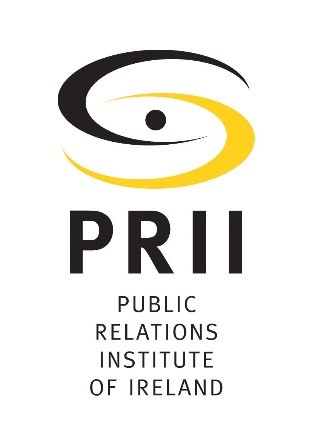 PRII
PUBLIC
RELATIONS
INSTITUTE
OF IRELAND